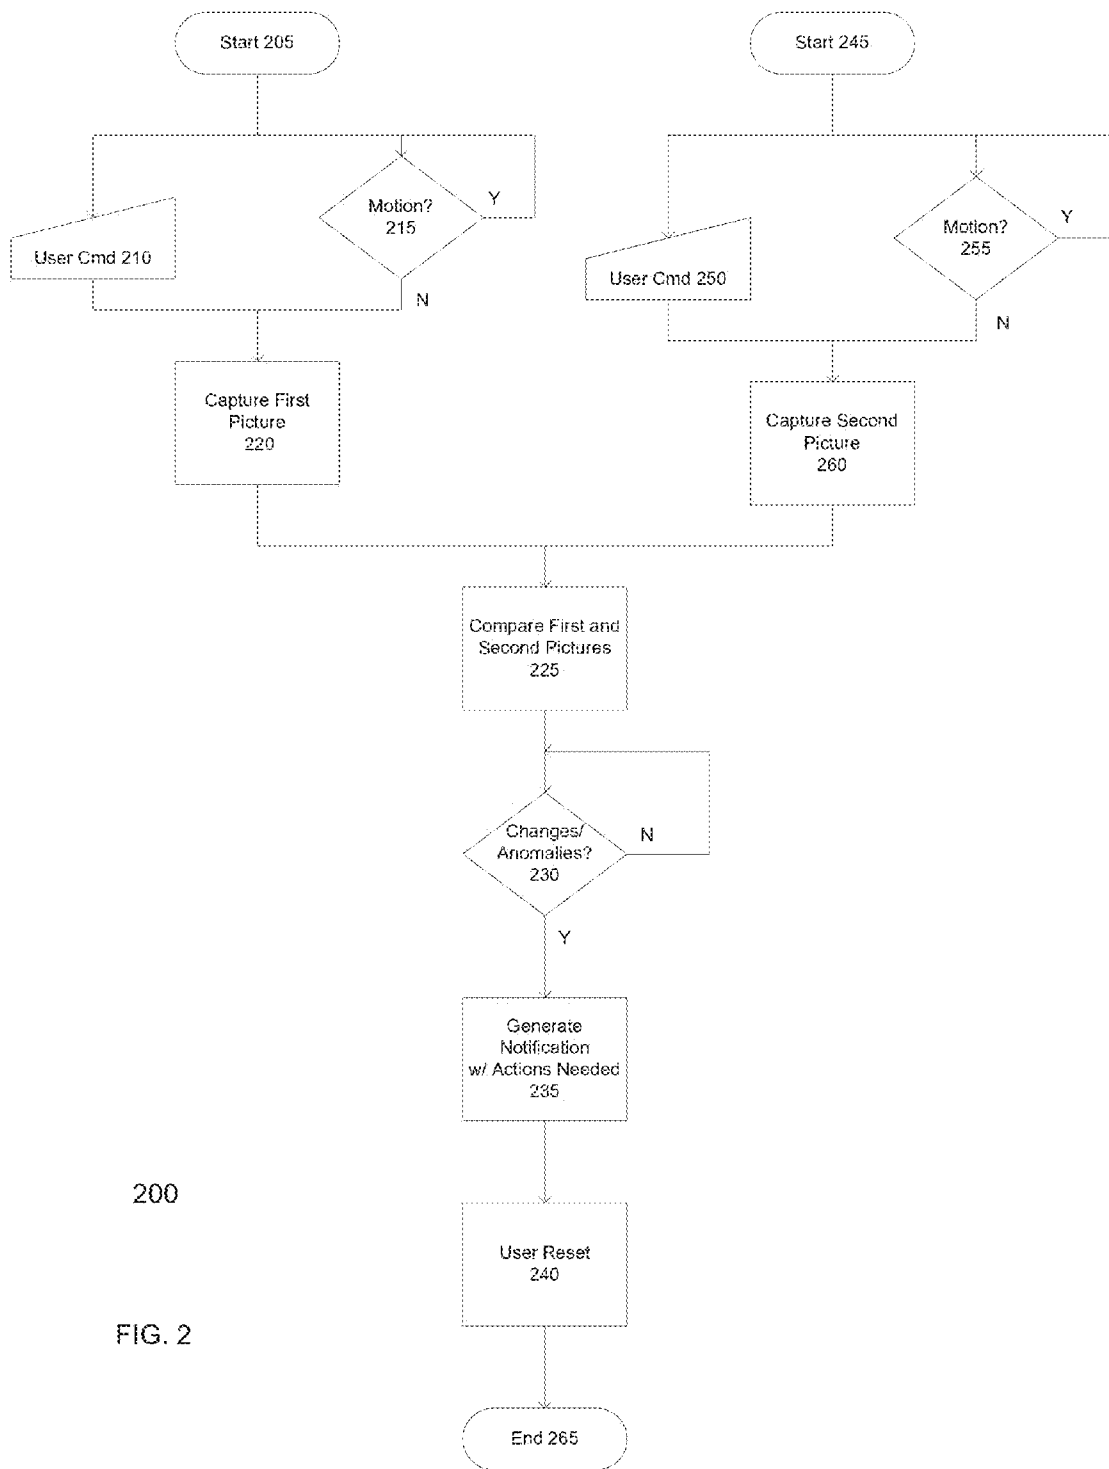 Start 205
Start 245
Motion?
215
Y
User Cmd 210
N
Motion?
255
Y
User Cmd 250
N
Capture First
Picture
220
Capture Second
Picture
260
Compare First and
Second Pictures
225
Changes/
Anomalies?
230
N
Y
Generate
Notification
w/ Actions Needed
235
200
User Reset
240
FIG. 2
End 265